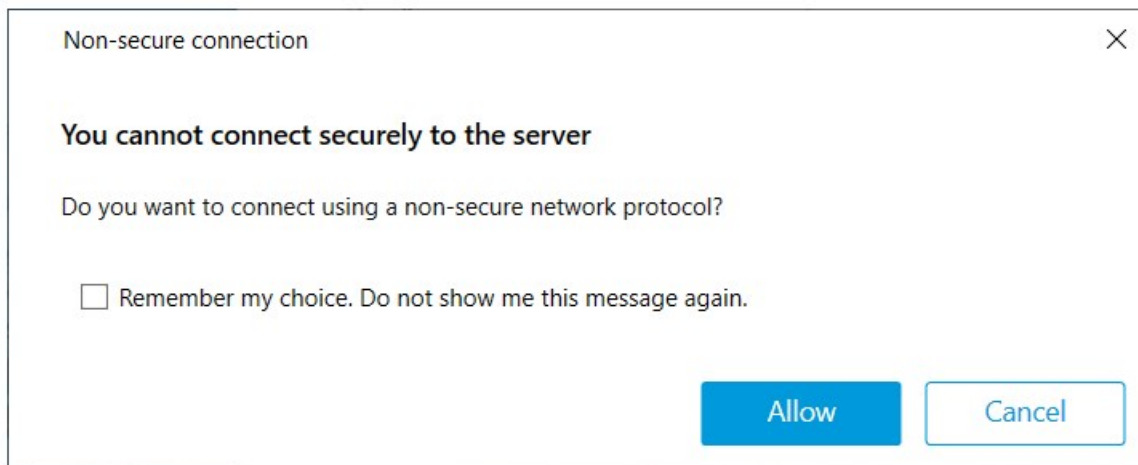 Non-secure connection
You cannot connect securely to the server
Do you want to connect using a non-secure network protocol?
Remember my choice. Do not show me this message again.
Allow
Cancel